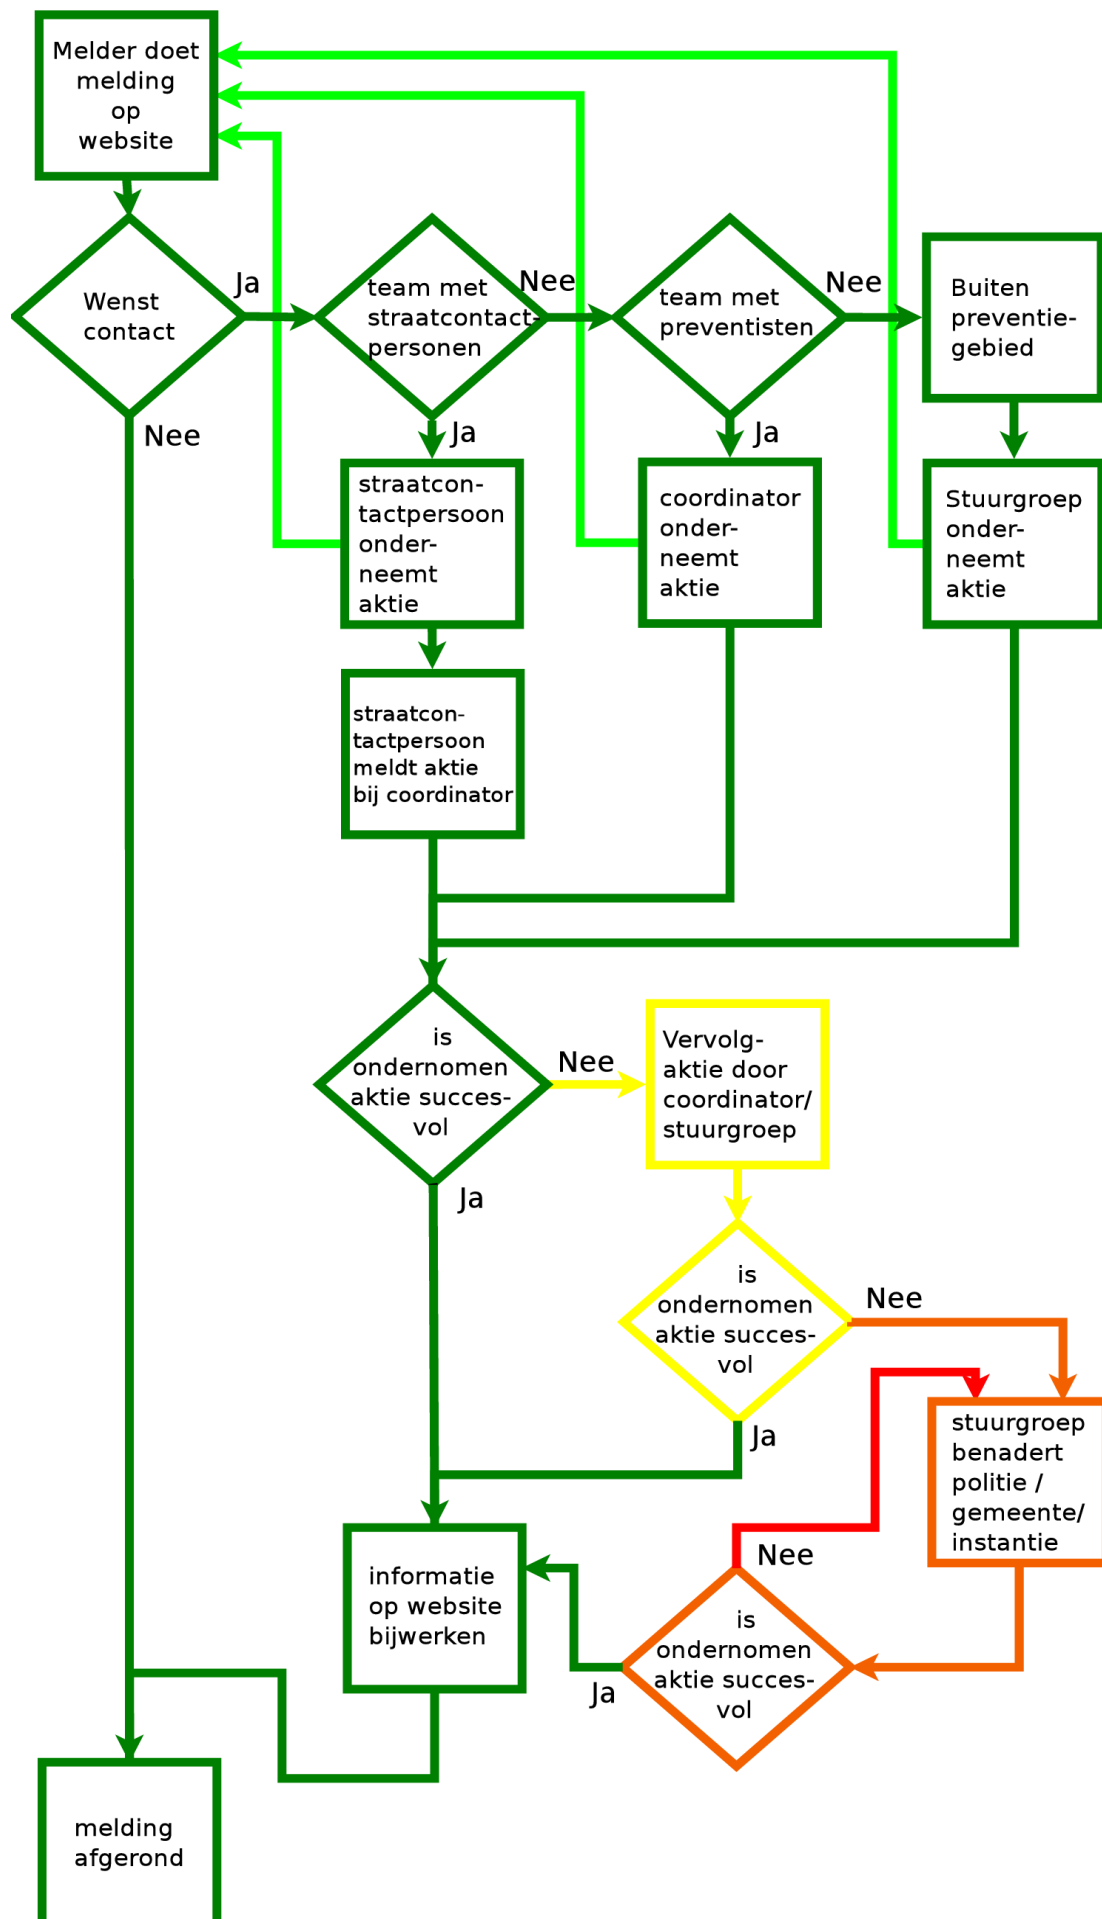 Melder doet
melding
op
website
Wenst
contact
Ja
Nee
team met
straatcontact-
personen
Nee
Ja
team met
preventisten
Nee
Ja
Buiten
preventie-
gebied
straatcon-
tactpersoon
onder-
neemt
aktie
coordinator
onder-
neemt
aktie
Stuurgroep
onder-
neemt
aktie
straatcon-
tactpersoon
meldt aktie
bij coordinator
is
ondernomen
aktie succes-
vol
Nee
Ja
Vervolg-
aktie door
coordinator/
stuurgroep
is
ondernomen
aktie succes-
vol
Nee
Ja
stuurgroep
benadert
politie /
gemeente/
instantie
Nee
is
ondernomen
aktie succes-
vol
Ja
informatie
op website
bijwerken
melding
afgerond